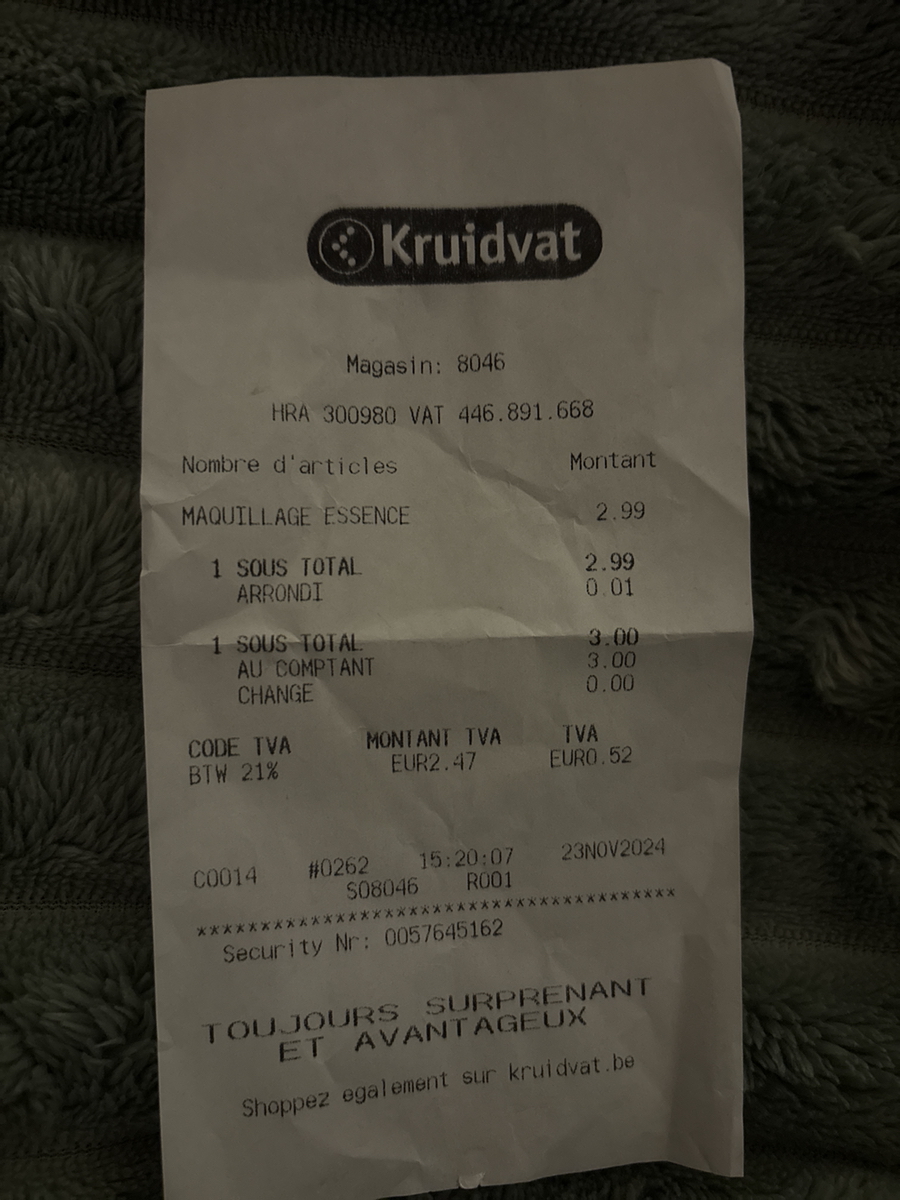 Kruidvat
Magasin: 8046
HRA 300980 VAT 446.891.668
Nombre d'articles Montant
MAQUILLAGE ESSENCE 2.99
1 SOUS TOTAL 2.99
ARRONDI 0.01
1 SOUS TOTAL 3.00
AU COMPTANT 3.00
CHANGE 0.00
CODE TVA MONTANT TVA TVA
BTW 21% EUR2.47 EUR0.52
C0014 #0262 15:20:07 23NOV2024
S08046 R001
****************************************
Security Nr: 0057645162
TOUJOURS SURPRENANT
ET AVANTAGEUX
Shoppez egalement sur kruidvat.be